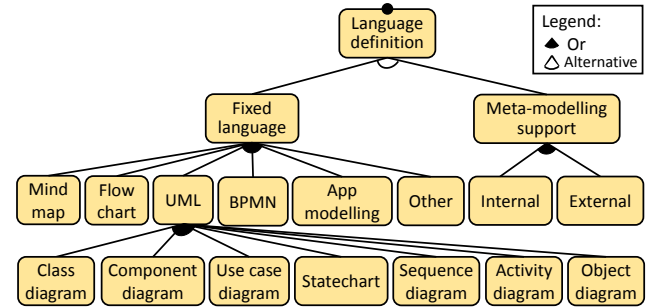 Language
definition
Legend:
Or
Alternative
Fixed
language
Meta-modelling
support
Mind
map
Flow
chart
UML
BPMN
App
modelling
Other
Internal
External
Class
diagram
Component
diagram
Use case
diagram
Statechart
Sequence
diagram
Activity
diagram
Object
diagram